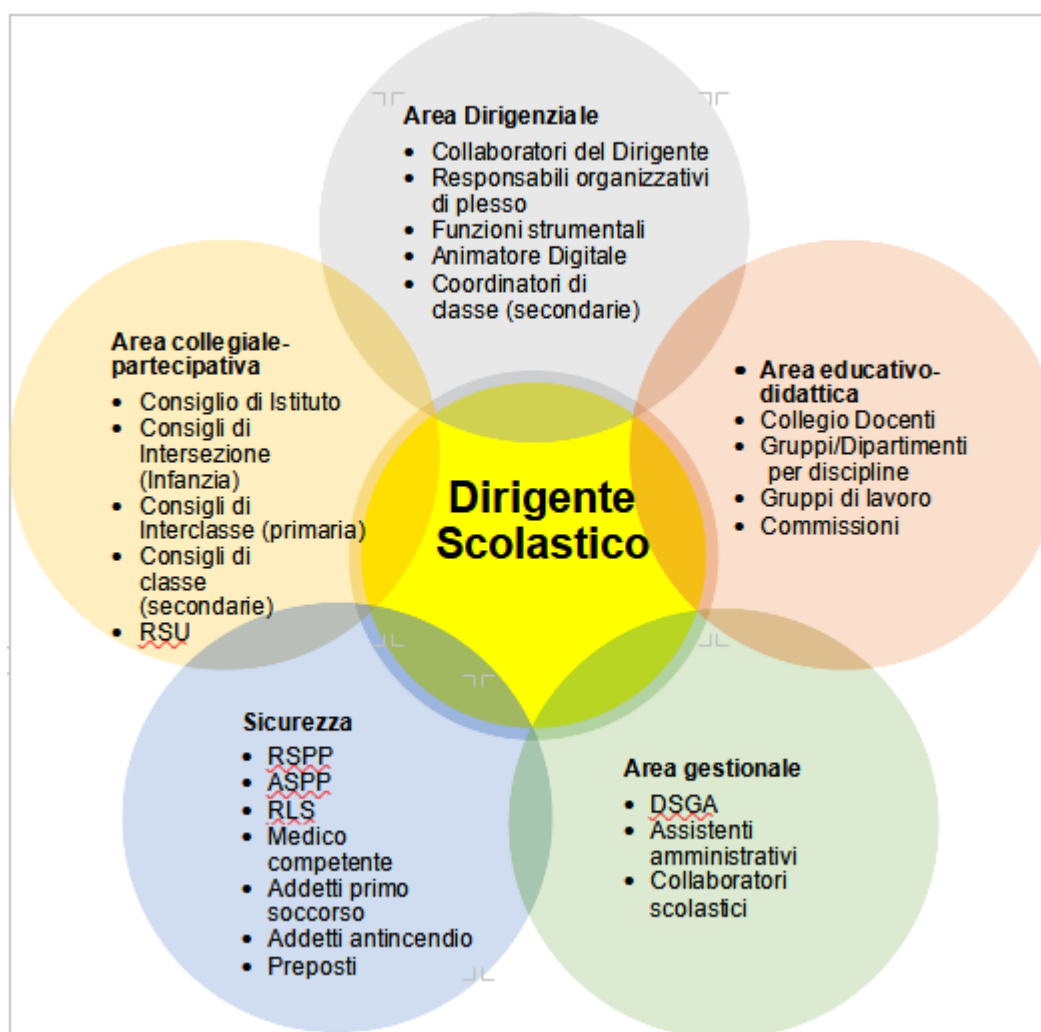 Area Dirigenziale
• Collaboratori del Dirigente
• Responsabili organizzativi
di plesso
• Funzioni strumentali
• Animatore Digitale
• Coordinatori di
classe (secondarie)
Area collegiale-
partecipativa
• Consiglio di Istituto
• Consigli di
Intersezione
(Infanzia)
• Consigli di
Interclasse (primaria)
• Consigli di
classe
(secondarie)
• RSU
• Area educativo-
didattica
• Collegio Docenti
• Gruppi/Dipartimenti
per discipline
• Gruppi di lavoro
• Commissioni
Dirigente
Scolastico
Sicurezza
• RSPP
• ASPP
• RLS
• Medico
competente
• Addetti primo
soccorso
• Addetti antincendio
• Preposti
Area gestionale
• DSGA
• Assistenti
amministrativi
• Collaboratori
scolastici